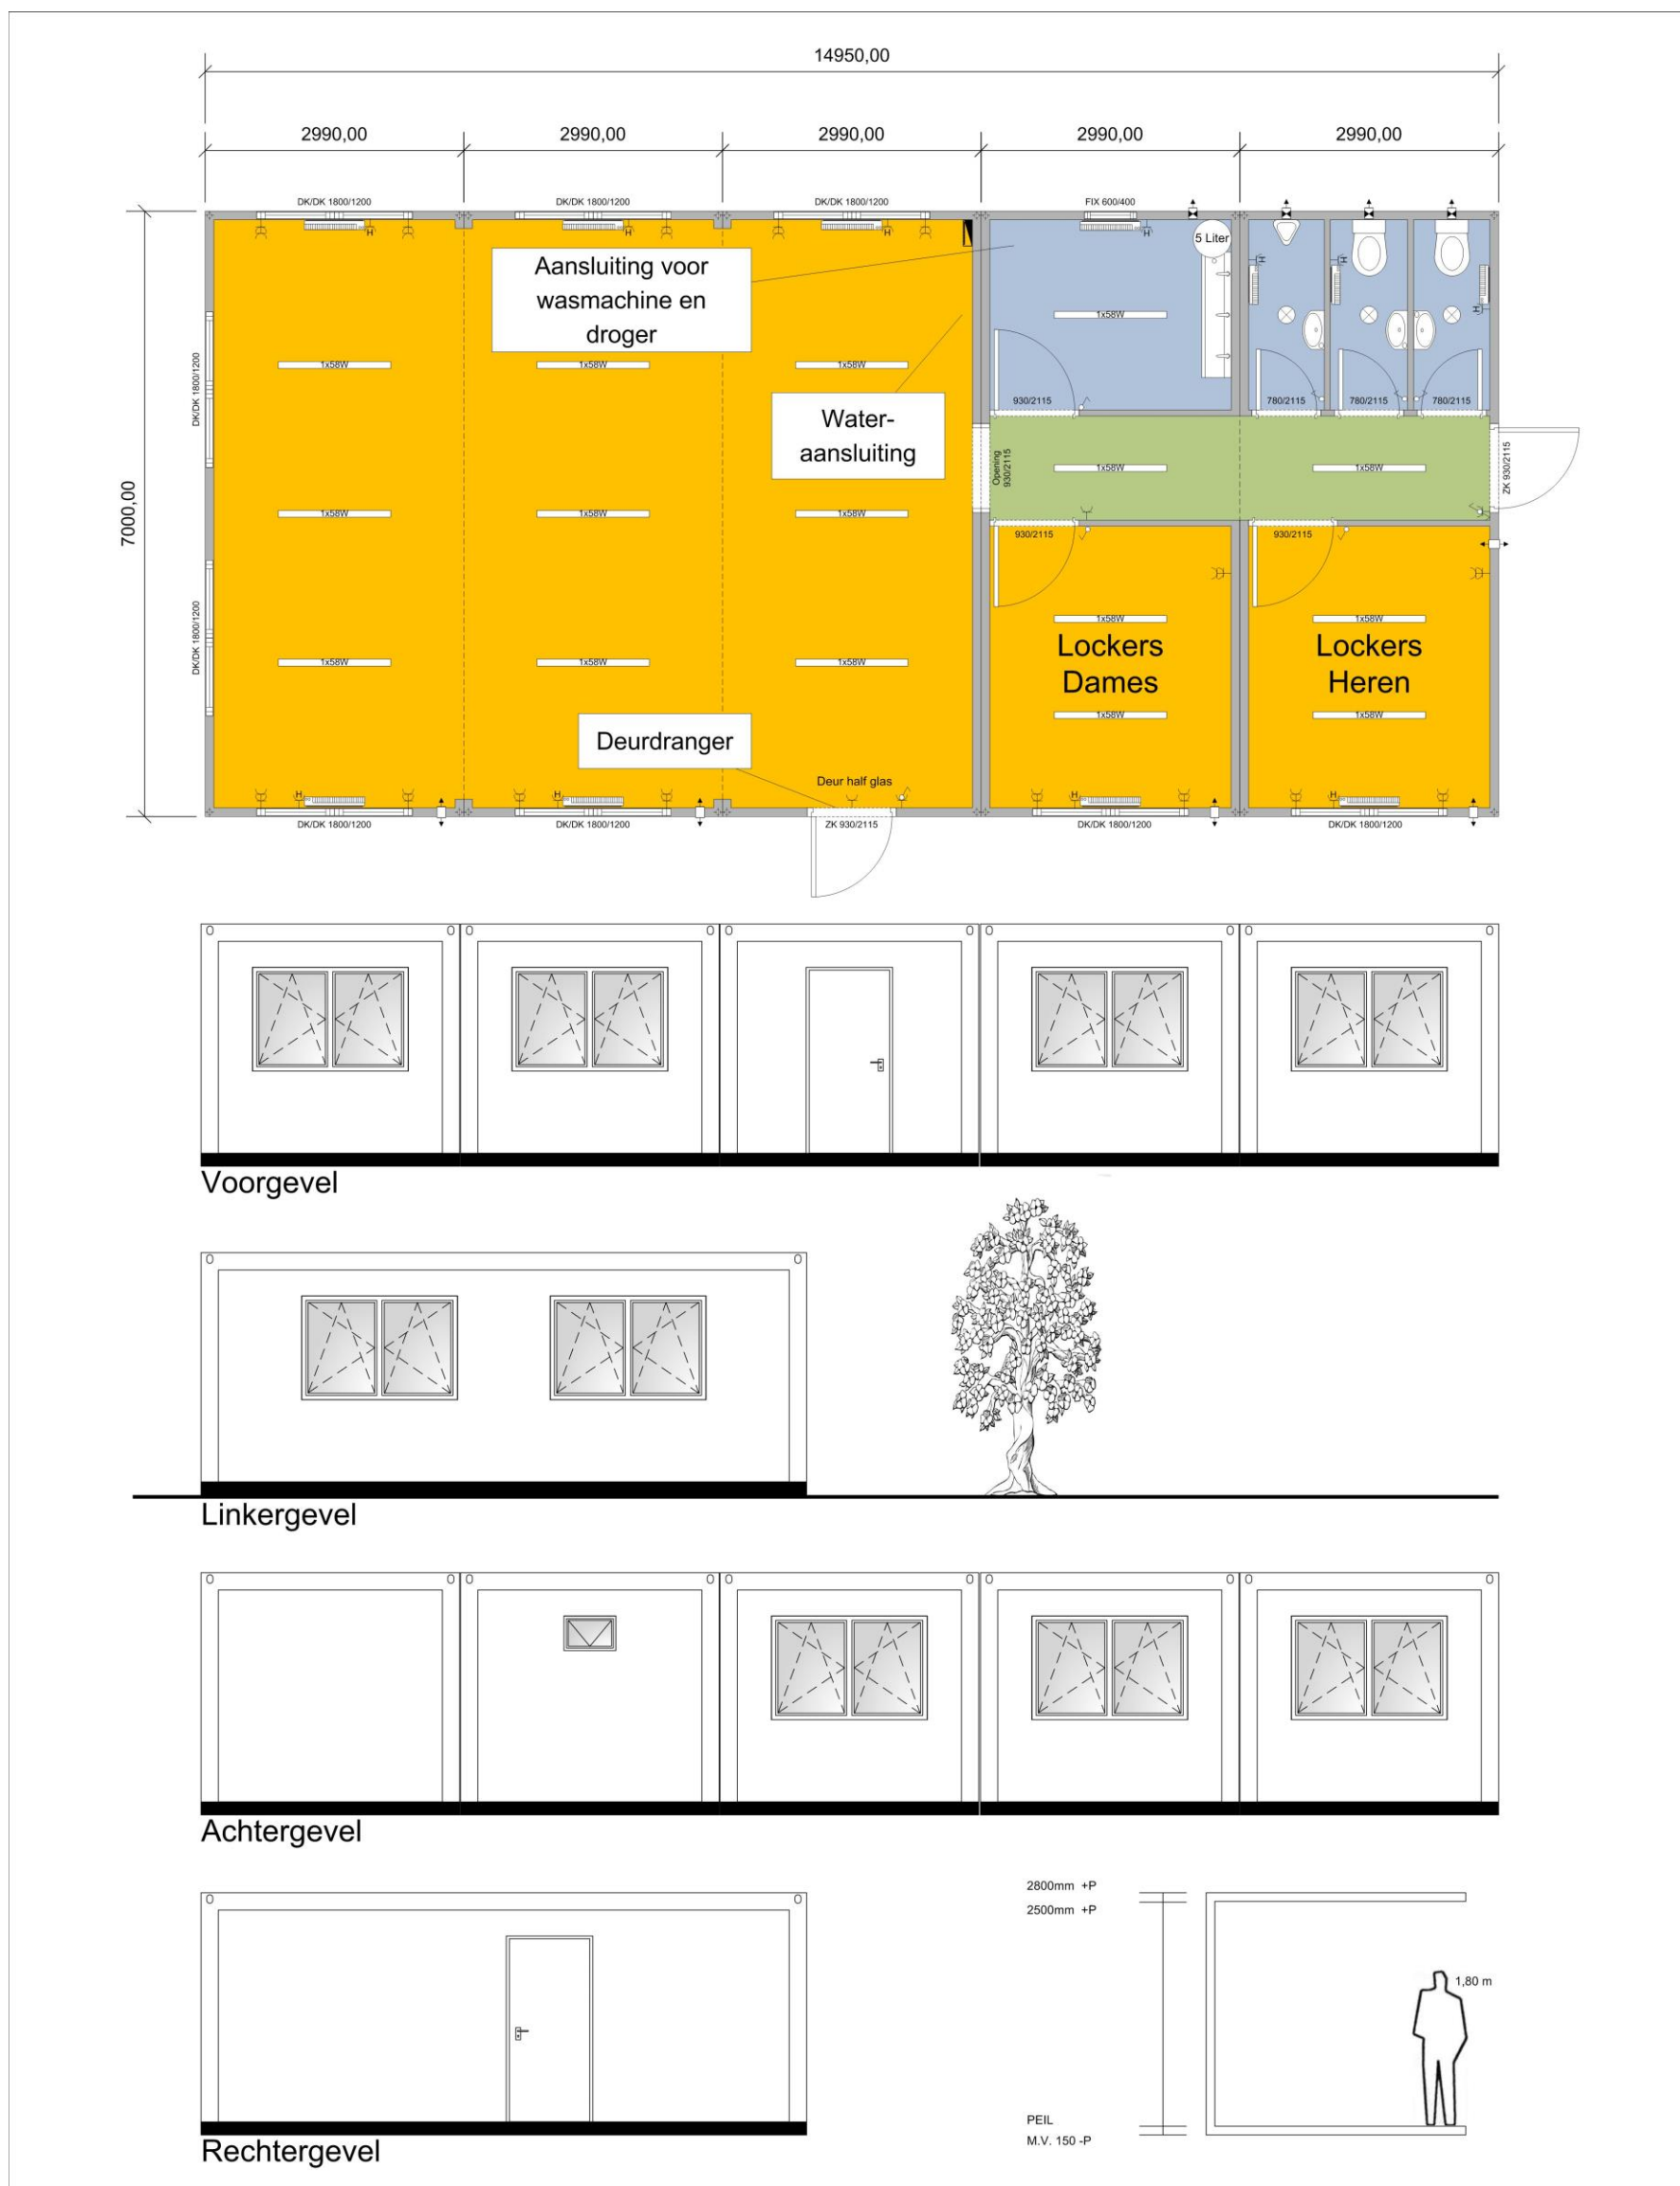 14950,00
2990,00 2990,00 2990,00 2990,00 2990,00
DK/DK 1800/1200 DK/DK 1800/1200 DK/DK 1800/1200 FIX 600/400
H H H H
5 Liter
H H H
Aansluiting voor
wasmachine en
droger
1x58W
DK/DK 1800/1200
1x58W 1x58W 1x58W
930/2115 780/2115 780/2115 780/2115
Water-
aansluiting
Opening
930/2115
1x58W 1x58W
ZK 930/2115
7000,00
1x58W 1x58W 1x58W
930/2115 930/2115
DK/DK 1800/1200
1x58W 1x58W
Lockers
Dames
Lockers
Heren
1x58W 1x58W 1x58W
1x58W 1x58W
Deurdranger
Deur half glas
H H H H
DK/DK 1800/1200 DK/DK 1800/1200 ZK 930/2115 DK/DK 1800/1200 DK/DK 1800/1200
Voorgevel
Linkergevel
Achtergevel
2800mm +P
2500mm +P
1,80 m
PEIL
M.V. 150 -P
Rechtergevel